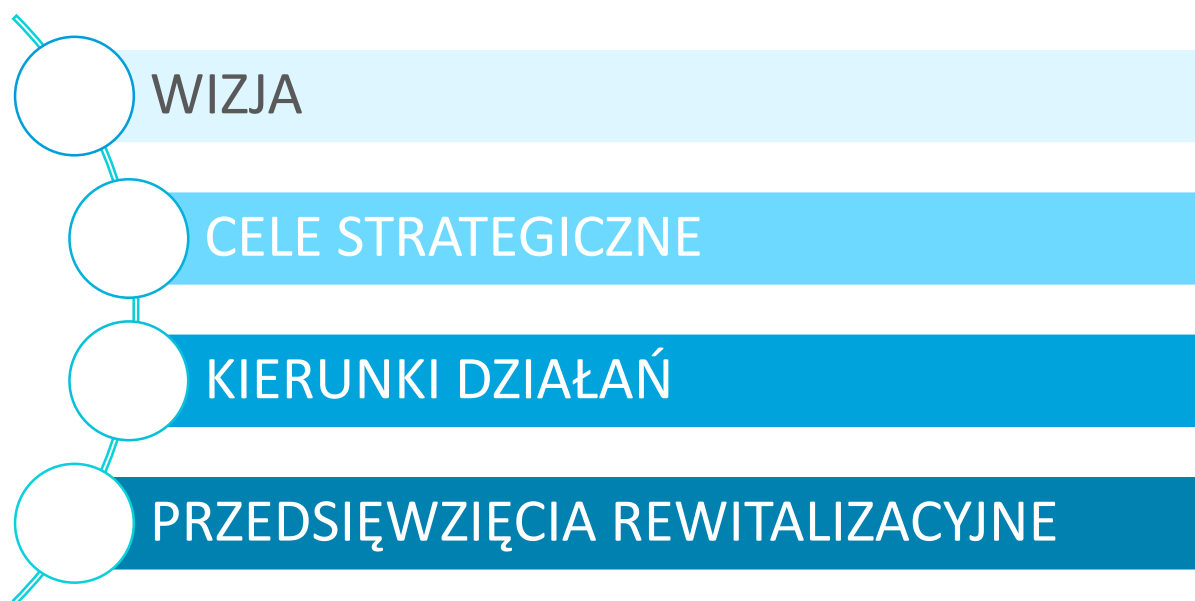 WIZJA
CELE STRATEGICZNE
KIERUNKI DZIAŁAŃ
PRZEDSIĘWZIĘCIA REWITALIZACYJNE